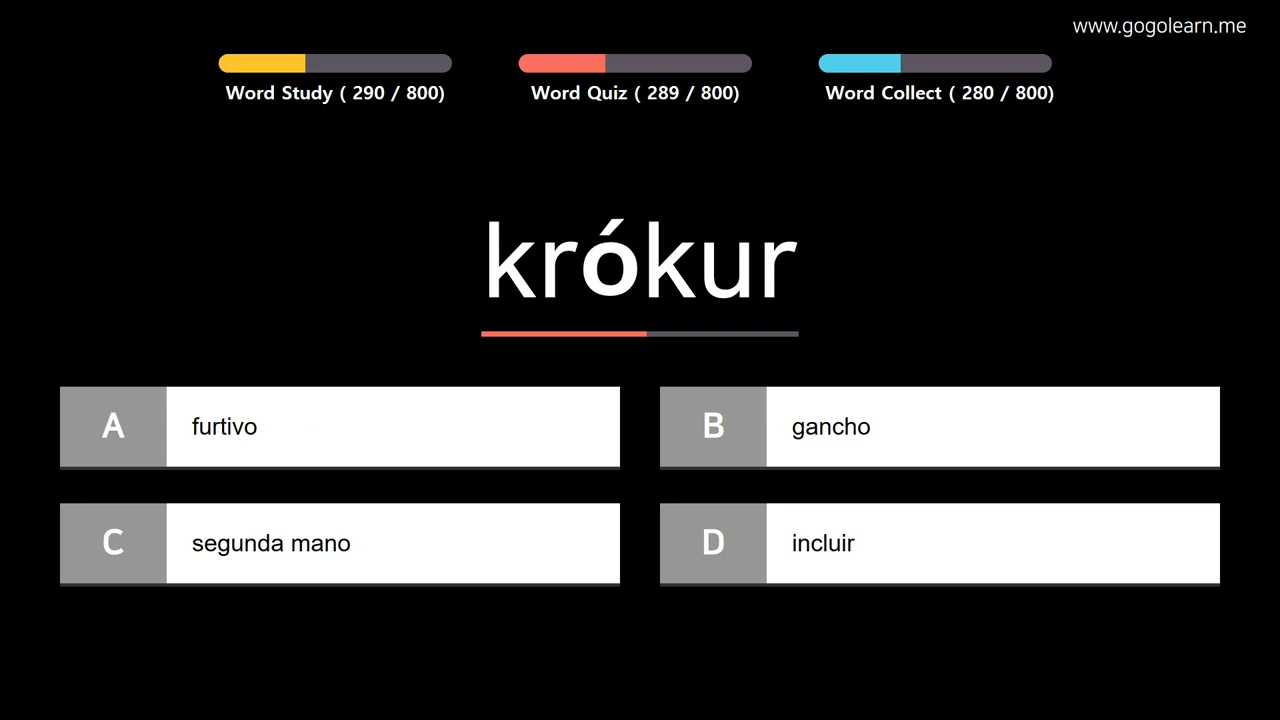 www.gogolearn.me
Word Study ( 290 / 800)
Word Quiz ( 289 / 800)
Word Collect ( 280 / 800)
krókur
A furtivo
B gancho
C segunda mano
D incluir